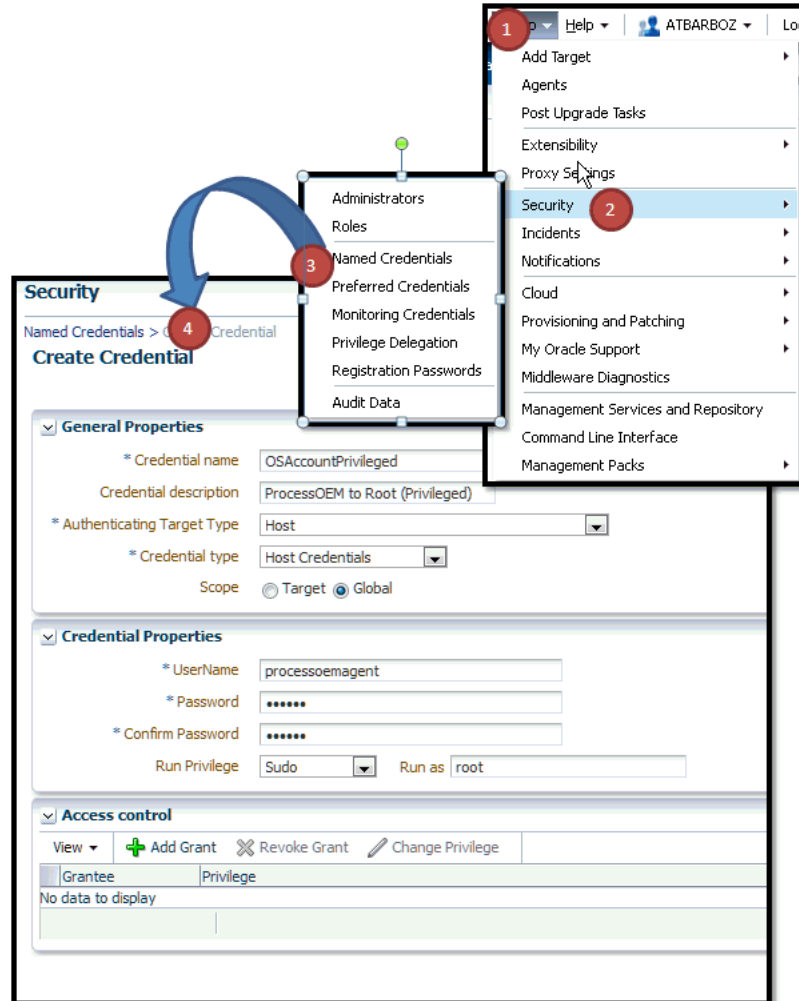 1
Help
ATBARBOZ
Add Target
Agents
Post Upgrade Tasks
Extensibility
Proxy Settings
Security
2
Incidents
Notifications
Cloud
Provisioning and Patching
My Oracle Support
Middleware Diagnostics
Management Services and Repository
Command Line Interface
Management Packs
Administrators
Roles
3
Named Credentials
Preferred Credentials
Monitoring Credentials
Privilege Delegation
Registration Passwords
Audit Data
Security
Named Credentials > 4 Credential
Create Credential
General Properties
* Credential name OSAccountPrivileged
Credential description ProcessOEM to Root (Privileged)
* Authenticating Target Type Host
* Credential type Host Credentials
Scope Target Global
Credential Properties
* UserName processoemagent
* Password ••••••
* Confirm Password ••••••
Run Privilege Sudo Run as root
Access control
View Add Grant Revoke Grant Change Privilege
Grantee Privilege
No data to display